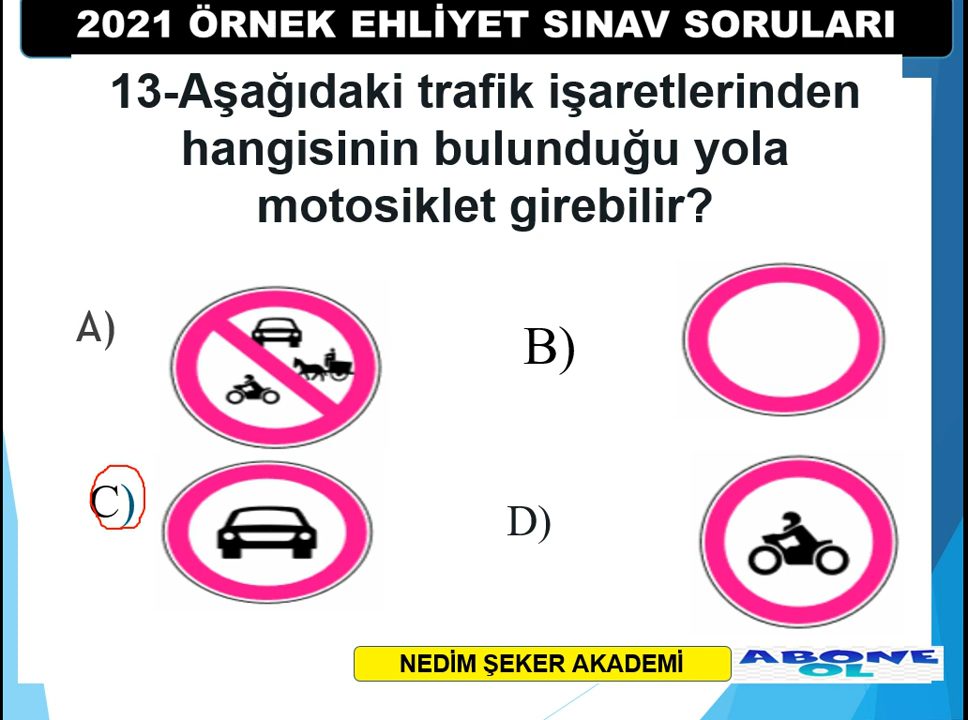 2021 ÖRNEK EHLİYET SINAV SORULARI
13-Aşağıdaki trafik işaretlerinden
hangisinin bulunduğu yola
motosiklet girebilir?
A)
B)
C)
D)
NEDİM ŞEKER AKADEMİ
ABONE
OL